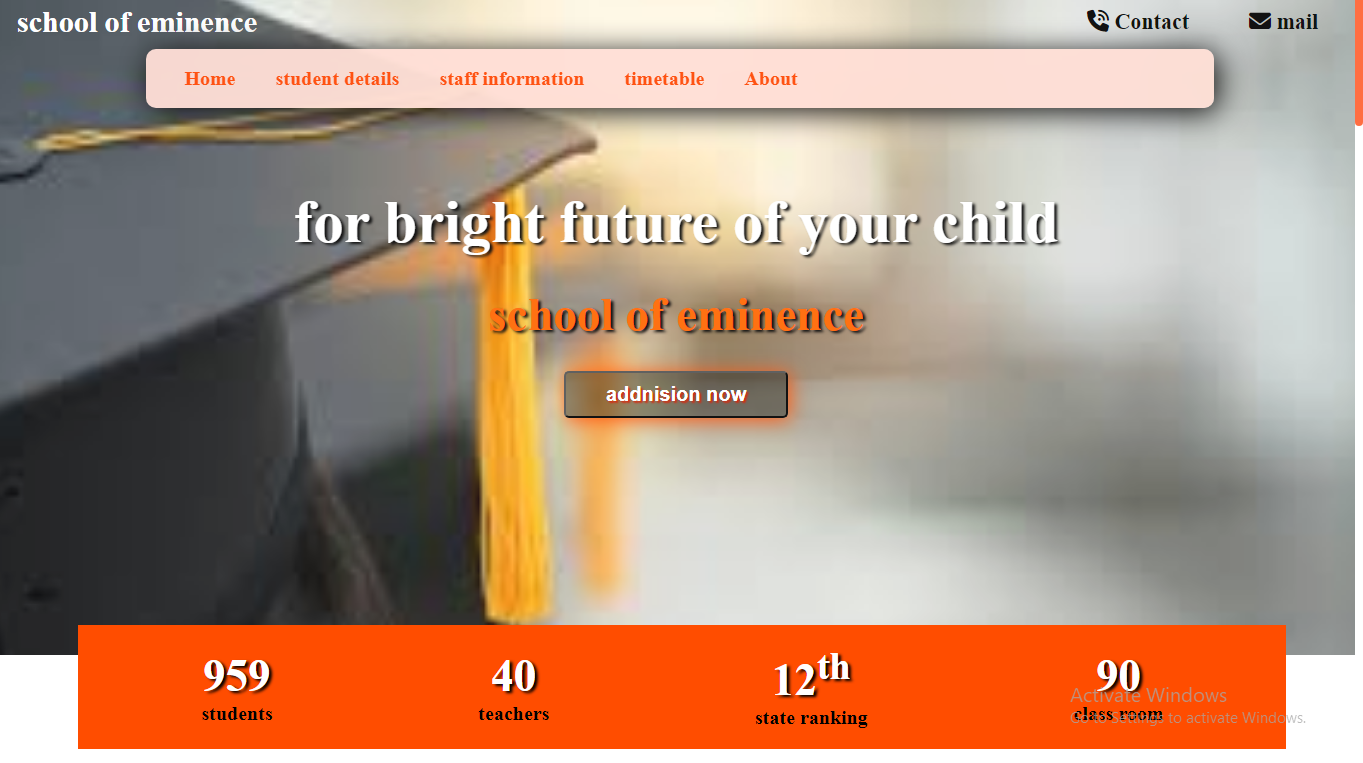 school of eminence
Contact
mail
Home student details staff information timetable About
for bright future of your child
school of eminence
addnision now
959 40 12th 90
students teachers state ranking class room
Activate Windows
Go to Settings to activate Windows.